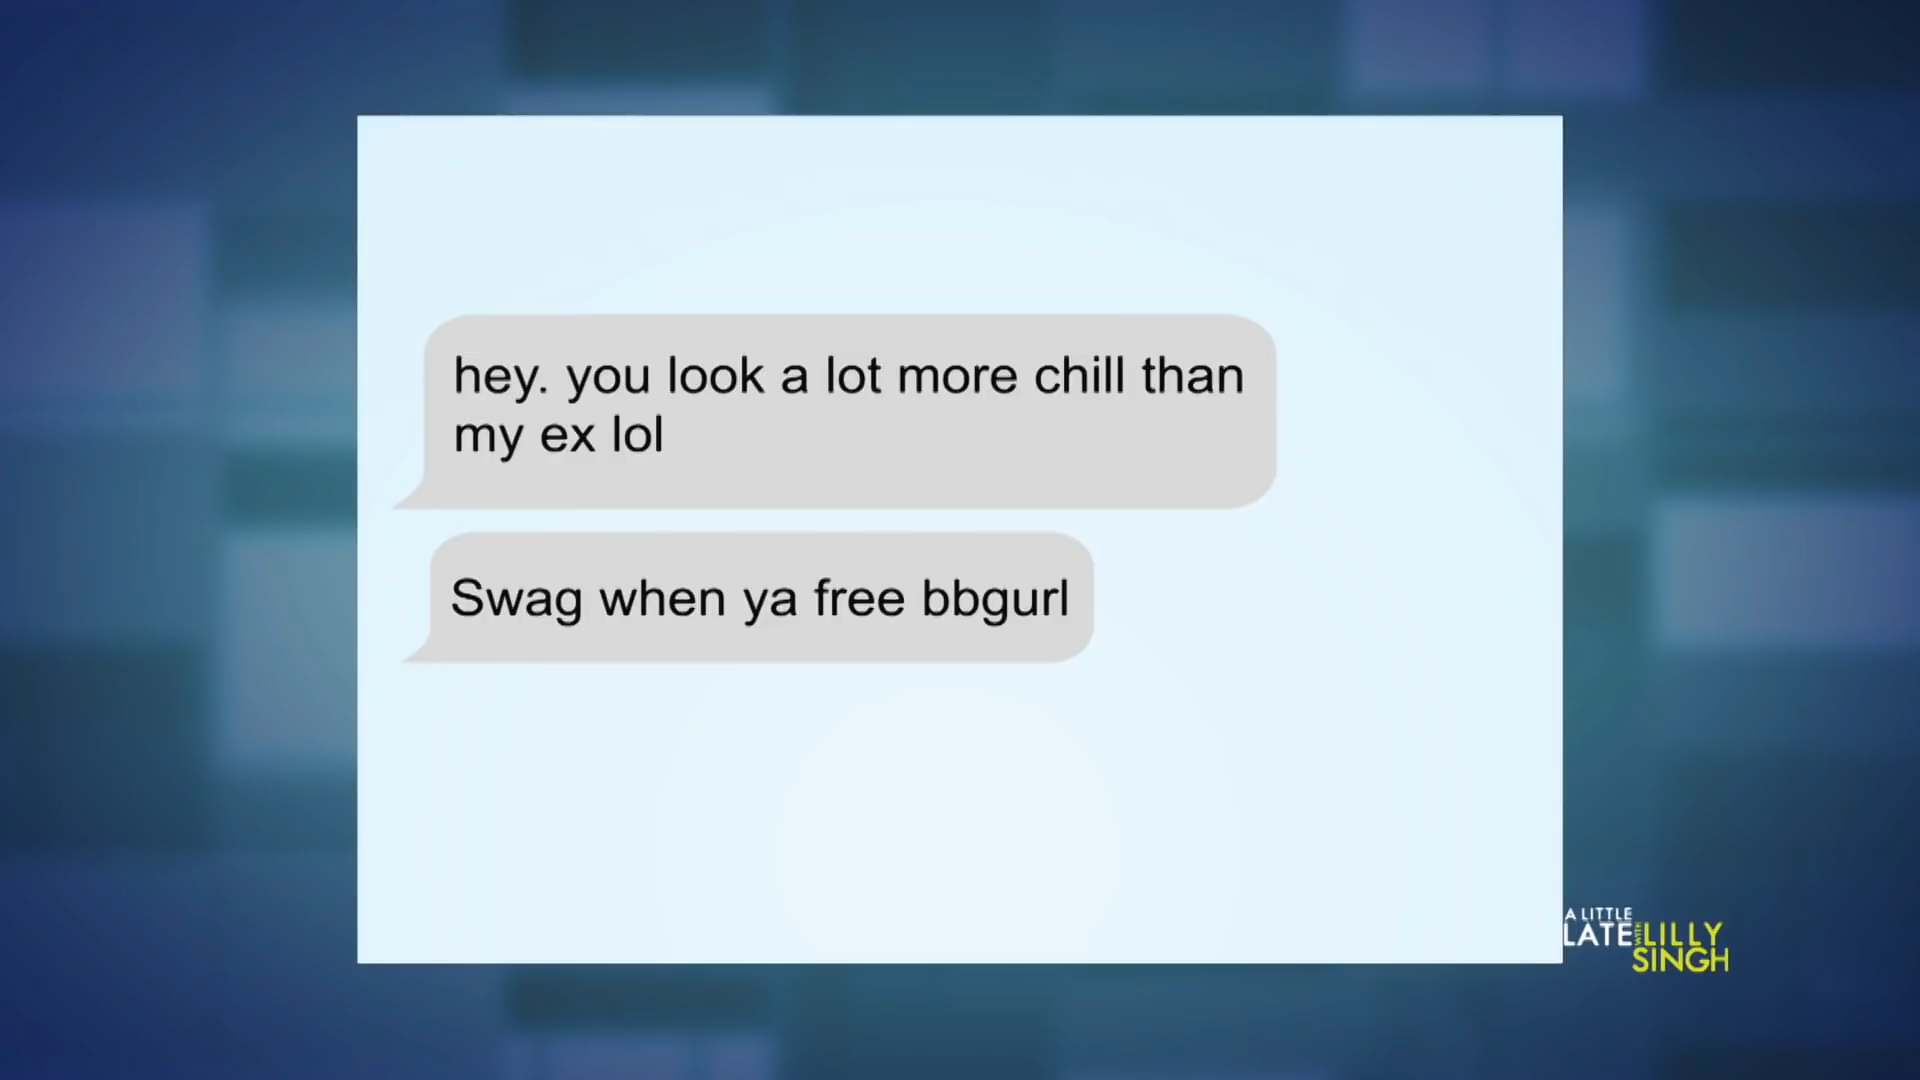 hey. you look a lot more chill than
my ex lol
Swag when ya free bbgurl
A LITTLE
LATE WITH LILLY
SINGH